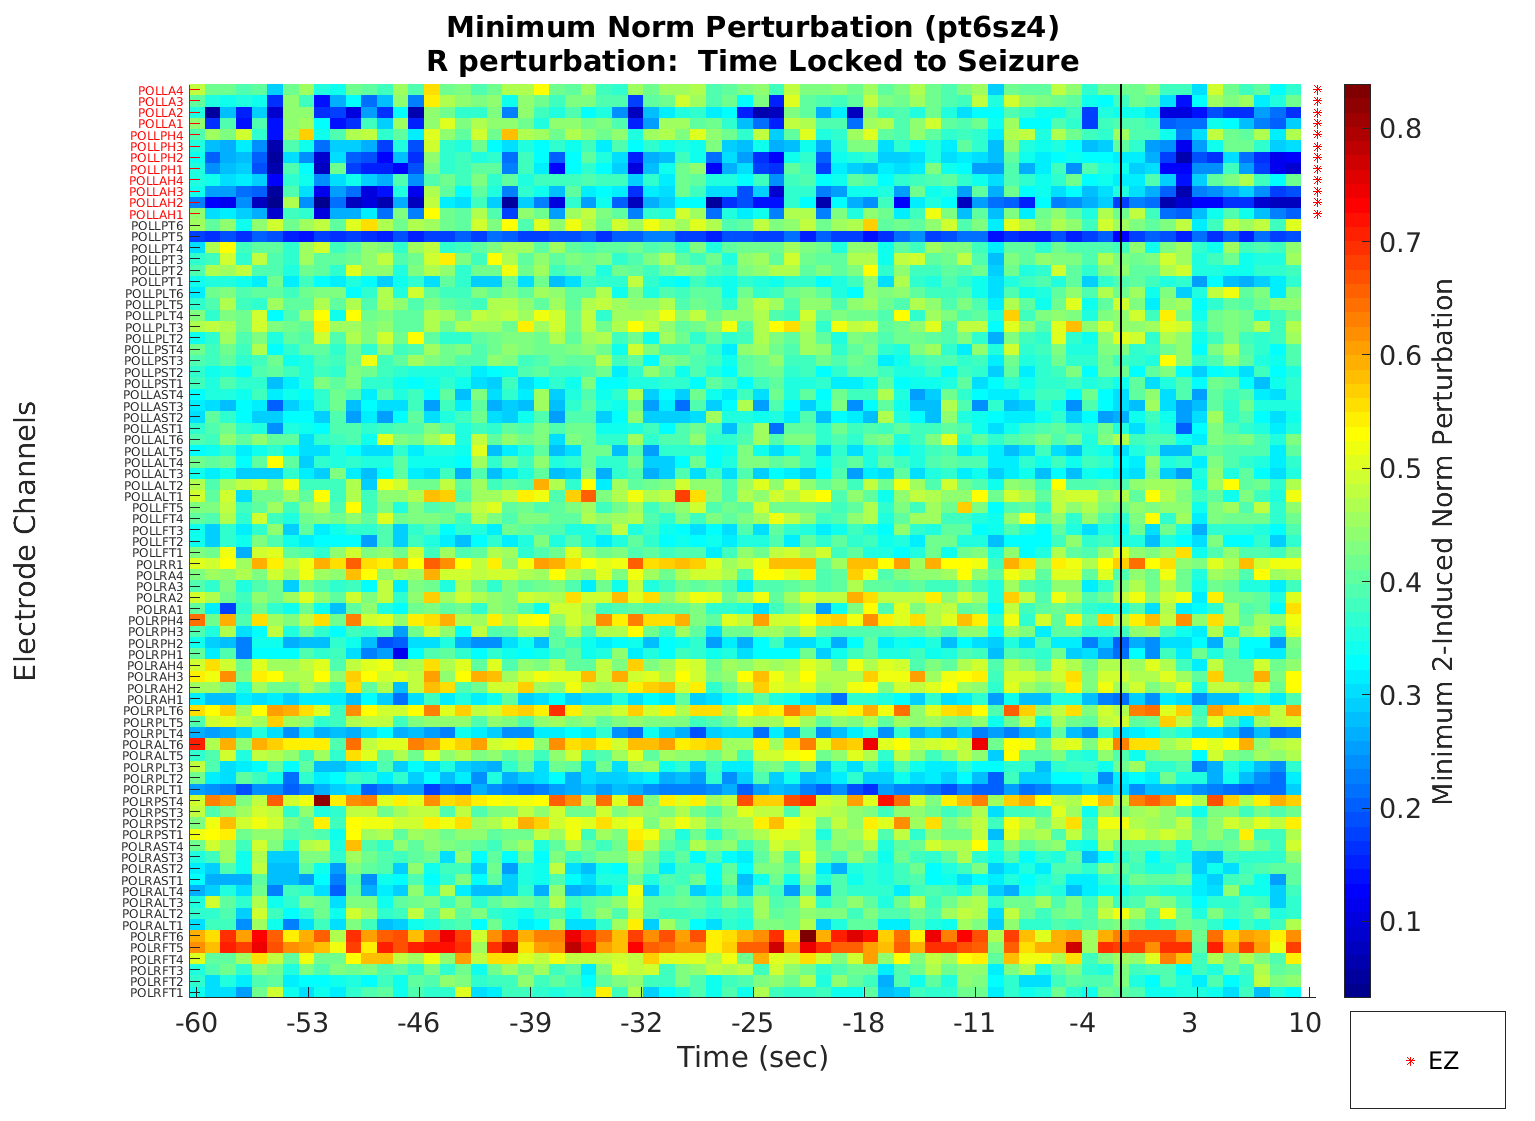 Minimum Norm Perturbation (pt6sz4)
R perturbation:  Time Locked to Seizure
Electrode Channels
POLLA4
POLLA3
POLLA2
POLLA1
POLLPH4
POLLPH3
POLLPH2
POLLPH1
POLLAH4
POLLAH3
POLLAH2
POLLAH1
POLLPT6
POLLPT5
POLLPT4
POLLPT3
POLLPT2
POLLPT1
POLLPLT6
POLLPLT5
POLLPLT4
POLLPLT3
POLLPLT2
POLLPST4
POLLPST3
POLLPST2
POLLPST1
POLLAST4
POLLAST3
POLLAST2
POLLAST1
POLLALT6
POLLALT5
POLLALT4
POLLALT3
POLLALT2
POLLALT1
POLLFT5
POLLFT4
POLLFT3
POLLFT2
POLLFT1
POLRR1
POLRA4
POLRA3
POLRA2
POLRA1
POLRPH4
POLRPH3
POLRPH2
POLRPH1
POLRAH4
POLRAH3
POLRAH2
POLRAH1
POLRPLT6
POLRPLT5
POLRPLT4
POLRALT6
POLRALT5
POLRPLT3
POLRPLT2
POLRPLT1
POLRPST4
POLRPST3
POLRPST2
POLRPST1
POLRAST4
POLRAST3
POLRAST2
POLRAST1
POLRALT4
POLRALT3
POLRALT2
POLRALT1
POLRFT6
POLRFT5
POLRFT4
POLRFT3
POLRFT2
POLRFT1
-60 -53 -46 -39 -32 -25 -18 -11 -4 3 10
Time (sec)
0.8
0.7
0.6
0.5
0.4
0.3
0.2
0.1
Minimum 2-Induced Norm Perturbation
EZ